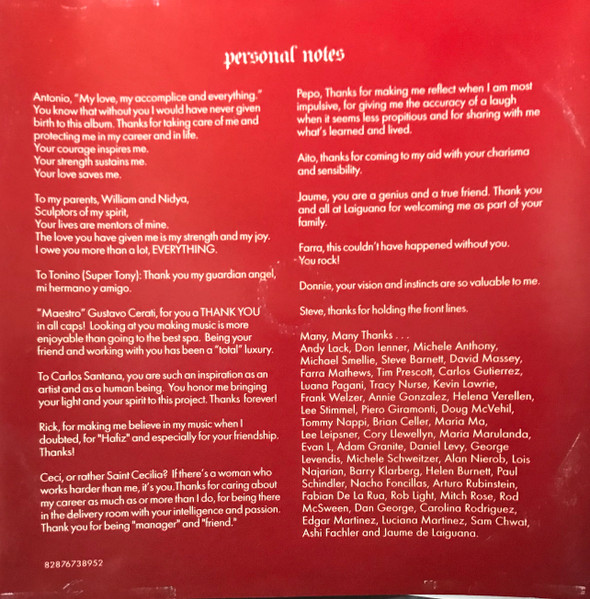 personal notes
Antonio, "My love, my accomplice and everything."
You know that without you I would have never given
birth to this album. Thanks for taking care of me and
protecting me in my career and in life.
Your courage inspires me.
Your strength sustains me.
Your love saves me.
To my parents, William and Nidya,
Sculptors of my spirit,
Your lives are mentors of mine.
The love you have given me is my strength and my joy.
I owe you more than a lot, EVERYTHING.
To Tonino (Super Tony): Thank you my guardian angel,
mi hermano y amigo.
"Maestro" Gustavo Cerati, for you a THANK YOU
in all caps! Looking at you making music is more
enjoyable than going to the best spa. Being your
friend and working with you has been a "total" luxury.
To Carlos Santana, you are such an inspiration as an
artist and as a human being. You honor me bringing
your light and your spirit to this project. Thanks forever!
Rick, for making me believe in my music when I
doubted, for "Hafiz" and especially for your friendship.
Thanks!
Ceci, or rather Saint Cecilia? If there's a woman who
works harder than me, it's you.Thanks for caring about
my career as much as or more than I do, for being there
in the delivery room with your intelligence and passion.
Thank you for being "manager" and "friend."
82876738952
Pepo, Thanks for making me reflect when I am most
impulsive, for giving me the accuracy of a laugh
when it seems less propitious and for sharing with me
what's learned and lived.
Aito, thanks for coming to my aid with your charisma
and sensibility.
Jaume, you are a genius and a true friend. Thank you
and all at Laiguana for welcoming me as part of your
family.
Farra, this couldn't have happened without you.
You rock!
Donnie, your vision and instincts are so valuable to me.
Steve, thanks for holding the front lines.
Many, Many Thanks . . .
Andy Lack, Don Ienner, Michele Anthony,
Michael Smellie, Steve Barnett, David Massey,
Farra Mathews, Tim Prescott, Carlos Gutierrez,
Luana Pagani, Tracy Nurse, Kevin Lawrie,
Frank Welzer, Annie Gonzalez, Helena Verellen,
Lee Stimmel, Piero Giramonti, Doug McVehil,
Tommy Nappi, Brian Celler, Maria Ma,
Lee Leipsner, Cory Llewellyn, Maria Marulanda,
Evan L, Adam Granite, Daniel Levy, George
Levendis, Michele Schweitzer, Alan Nierob, Lois
Najarian, Barry Klarberg, Helen Burnett, Paul
Schindler, Nacho Foncillas, Arturo Rubinstein,
Fabian De La Rua, Rob Light, Mitch Rose, Rod
McSween, Dan George, Carolina Rodriguez,
Edgar Martinez, Luciana Martinez, Sam Chwat,
Ashi Fachler and Jaume de Laiguana.